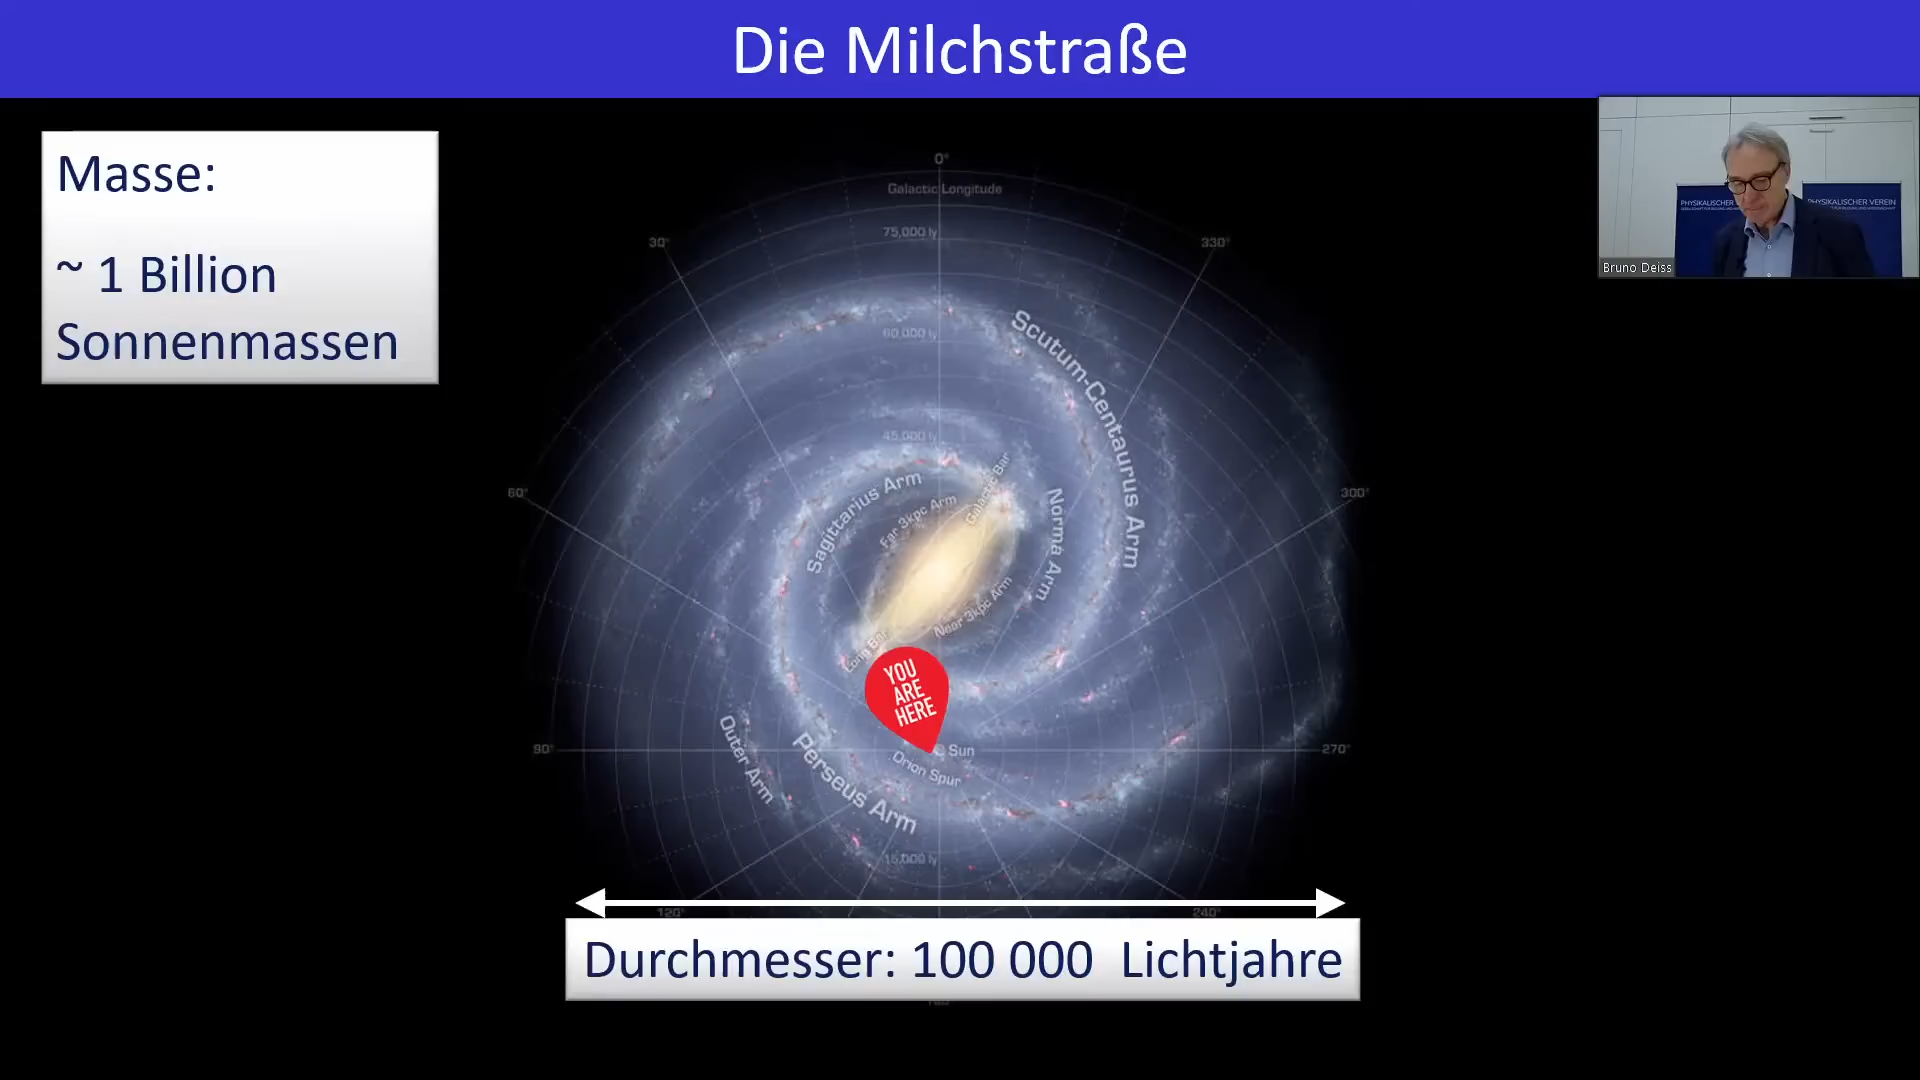 Die Milchstraße
Masse:
~ 1 Billion
Sonnenmassen
PHYSIKALISCHER
PHYSIKALISCHER VEREIN
Bruno Deiss
0°
Galactic Longitude
30°
75,000 ly
330°
60,000 ly
Scutum-Centaurus Arm
45,000 ly
Sagittarius Arm
Far 3kpc Arm
Galactic Bar
Norma Arm
60°
300°
Near 3kpc Arm
Long Bar
YOU
ARE
HERE
90°
Sun
270°
Orion Spur
Outer Arm
Perseus Arm
15,000 ly
120°
240°
Durchmesser: 100 000 Lichtjahre